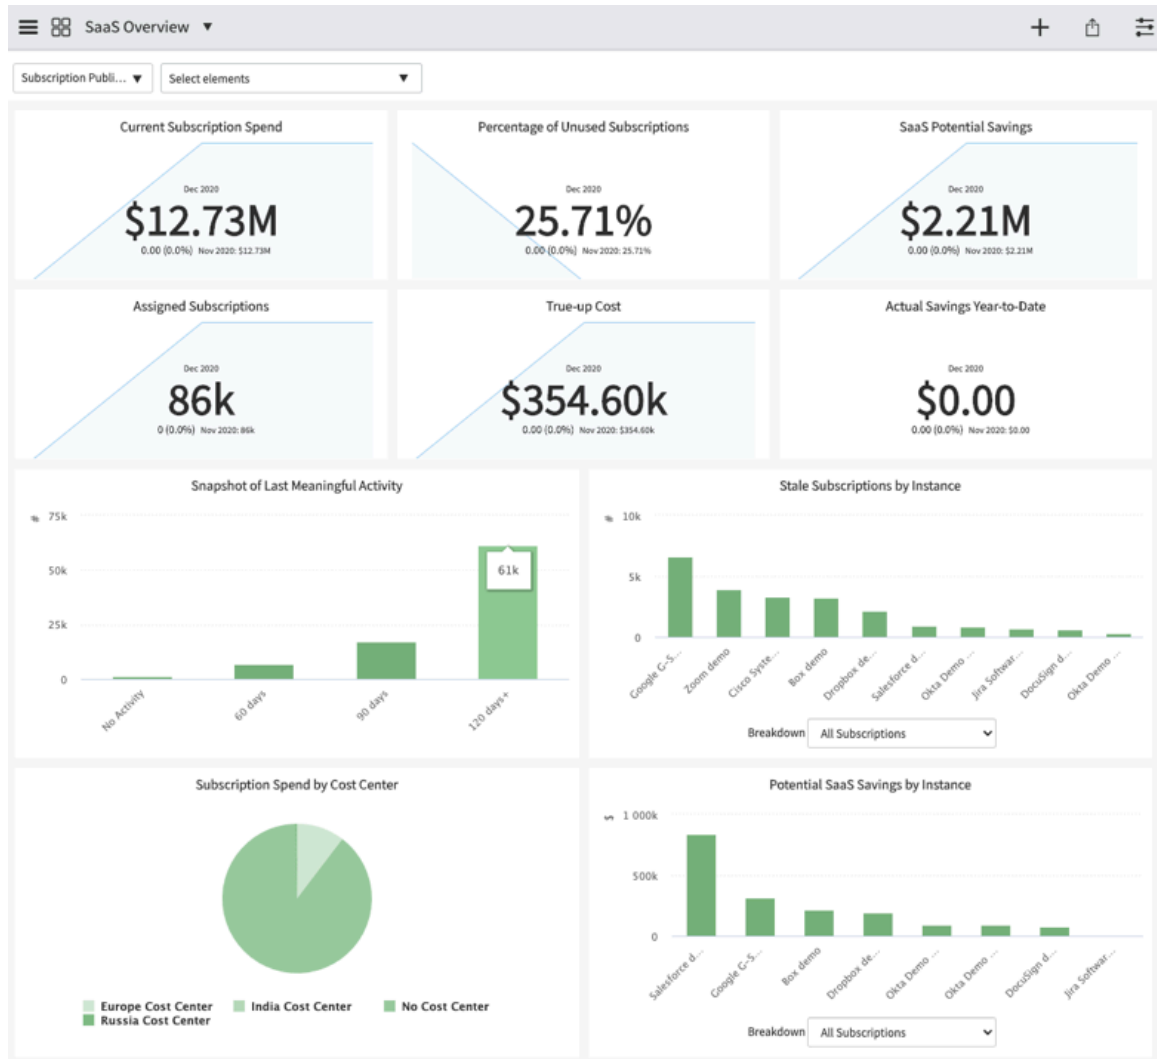 SaaS Overview ▼
Subscription Publi... ▼ Select elements ▼
Current Subscription Spend
Dec 2020
$12.73M
0.00 (0.0%) Nov 2020: $12.73M
Percentage of Unused Subscriptions
Dec 2020
25.71%
0.00 (0.0%) Nov 2020: 25.71%
SaaS Potential Savings
Dec 2020
$2.21M
0.00 (0.0%) Nov 2020: $2.21M
Assigned Subscriptions
Dec 2020
86k
0 (0.0%) Nov 2020: 86k
True-up Cost
Dec 2020
$354.60k
0.00 (0.0%) Nov 2020: $354.60k
Actual Savings Year-to-Date
Dec 2020
$0.00
0.00 (0.0%) Nov 2020: $0.00
Snapshot of Last Meaningful Activity
#
75k
50k
25k
0
61k
No Activity
60 days
90 days
120 days+
Stale Subscriptions by Instance
#
10k
5k
0
Google G-S...
Zoom demo
Cisco Syste...
Box demo
Dropbox de...
Salesforce d...
Okta Demo ...
Jira Softwar...
DocuSign d...
Okta Demo ...
Breakdown All Subscriptions
Subscription Spend by Cost Center
Europe Cost Center
India Cost Center
No Cost Center
Russia Cost Center
Potential SaaS Savings by Instance
$
1 000k
500k
0
Salesforce d...
Google G-S...
Box demo
Dropbox de...
Okta Demo ...
Okta Demo ...
DocuSign d...
Jira Softwar...
Breakdown All Subscriptions